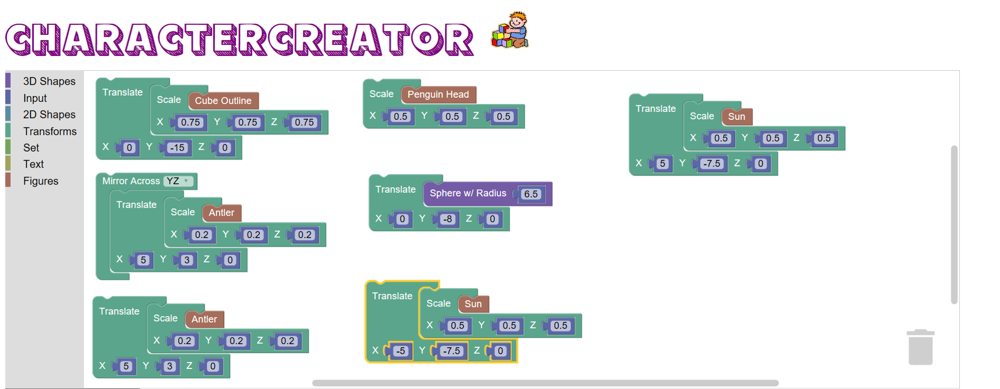 CHARACTERCREATOR
3D Shapes
Input
2D Shapes
Transforms
Set
Text
Figures
Translate
Scale Cube Outline
X 0.75 Y 0.75 Z 0.75
X 0 Y -15 Z 0
Mirror Across YZ
Translate
Scale Antler
X 0.2 Y 0.2 Z 0.2
X 5 Y 3 Z 0
Translate
Scale Antler
X 0.2 Y 0.2 Z 0.2
X 5 Y 3 Z 0
Scale Penguin Head
X 0.5 Y 0.5 Z 0.5
Translate Sphere w/ Radius 6.5
X 0 Y -8 Z 0
Translate
Scale Sun
X 0.5 Y 0.5 Z 0.5
X -5 Y -7.5 Z 0
Translate
Scale Sun
X 0.5 Y 0.5 Z 0.5
X 5 Y -7.5 Z 0